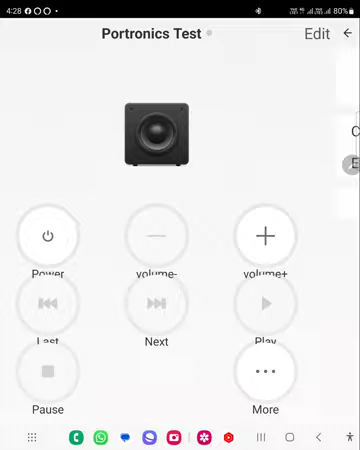 4:28
80%
Portronics Test
Edit
C
E
Power
volume-
volume+
Last
Next
Play
Pause
More